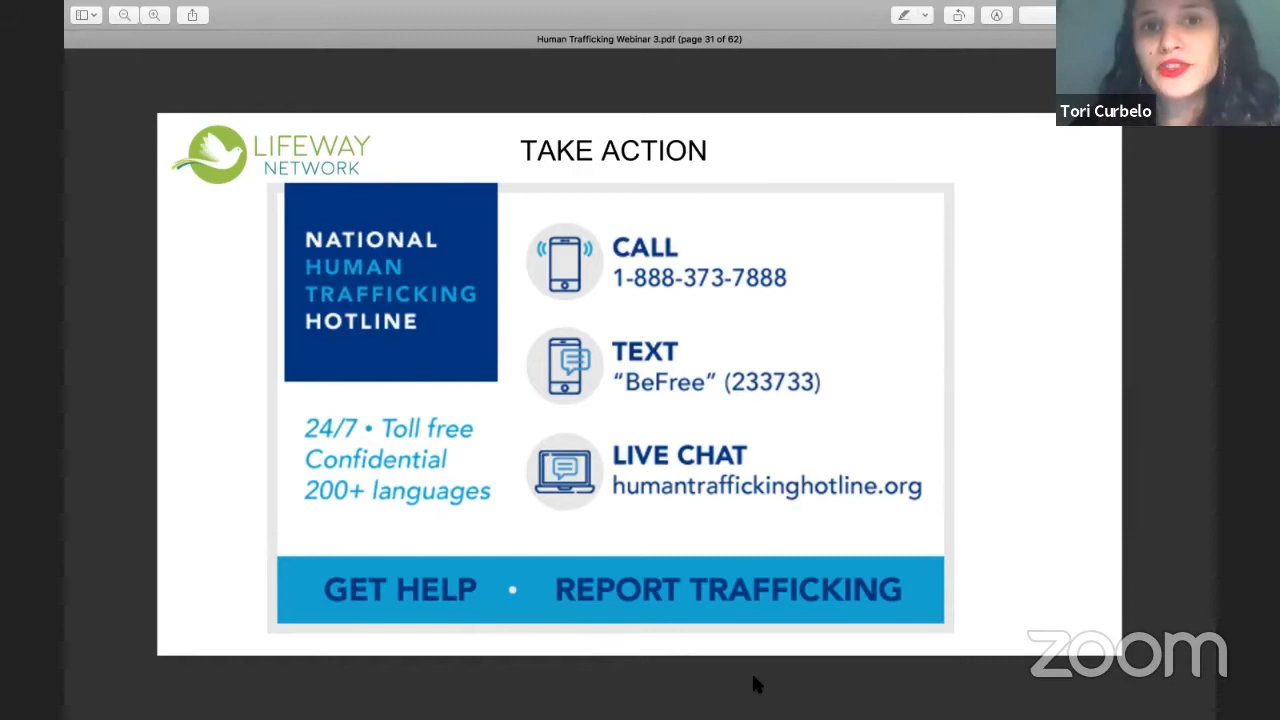 Human Trafficking Webinar 3.pdf (page 31 of 62)
Tori Curbelo
LIFEWAY
NETWORK
TAKE ACTION
NATIONAL
HUMAN
TRAFFICKING
HOTLINE
24/7 • Toll free
Confidential
200+ languages
CALL
1-888-373-7888
TEXT
“BeFree” (233733)
LIVE CHAT
humantraffickinghotline.org
GET HELP • REPORT TRAFFICKING
zoom